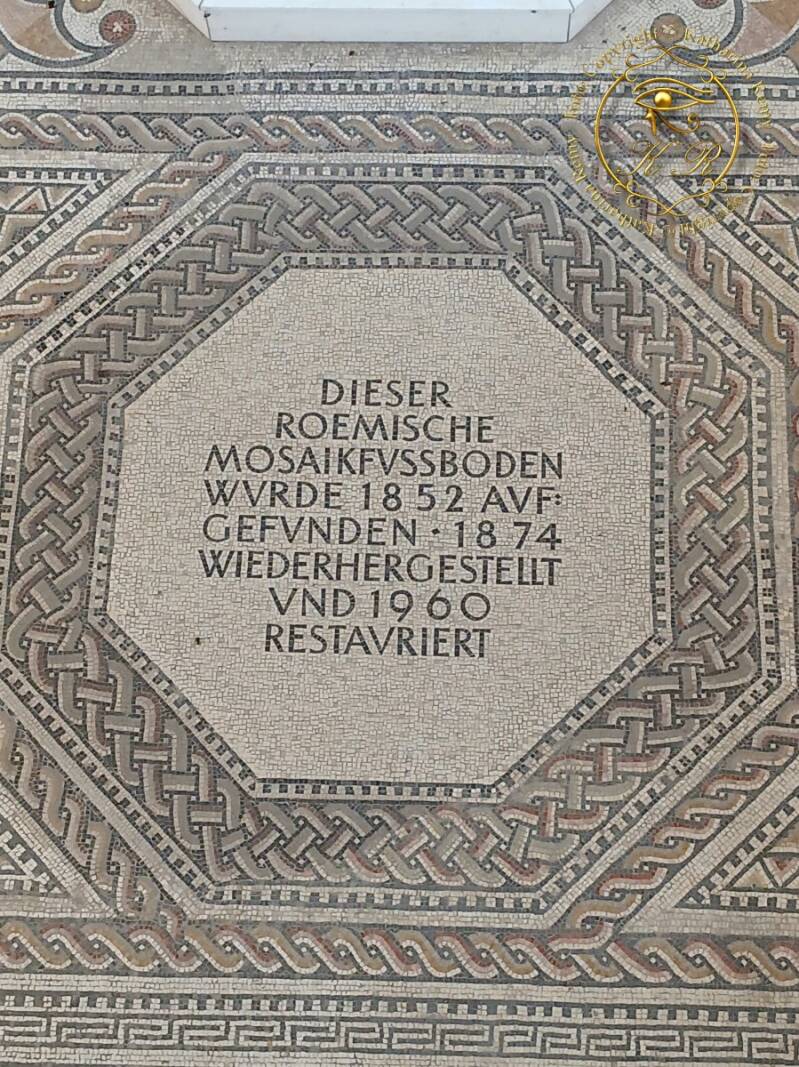 DIESER
ROEMISCHE
MOSAIKFVSSBODEN
WVRDE 1852 AVF:
GEFVNDEN · 1874
WIEDERHERGESTELLT
VND 1960
RESTAVRIERT
K R